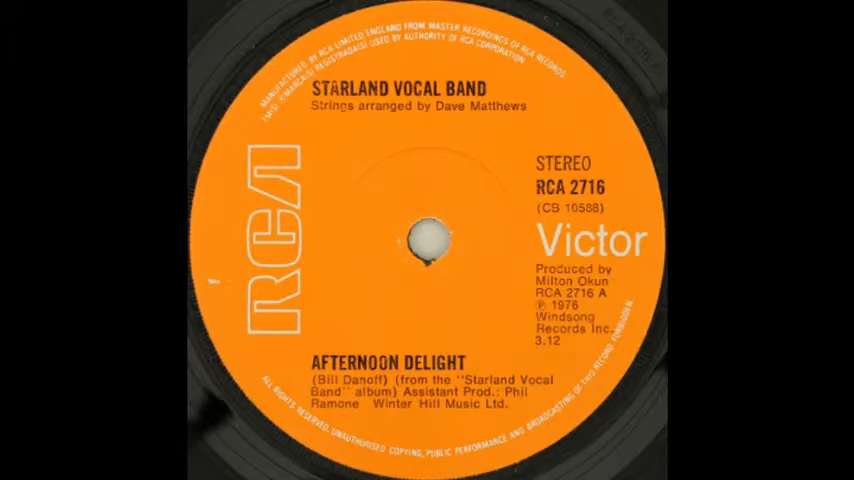 MANUFACTURED BY RCA LIMITED ENGLAND FROM MASTER RECORDINGS OF RCA RECORDS
TM(S) ® MARCA(S) REGISTRADA(S) USED BY AUTHORITY OF RCA CORPORATION.
STARLAND VOCAL BAND
Strings arranged by Dave Matthews
RCA
STEREO
RCA 2716
(CB 10588)
Victor
Produced by
Milton Okun
RCA 2716 A
Ⓟ 1976
Windsong
Records Inc.
3.12
AFTERNOON DELIGHT
(Bill Danoff) (from the "Starland Vocal
Band" album) Assistant Prod.: Phil
Ramone Winter Hill Music Ltd.
ALL RIGHTS RESERVED, UNAUTHORISED COPYING, PUBLIC PERFORMANCE AND BROADCASTING OF THIS RECORD FORBIDDEN.